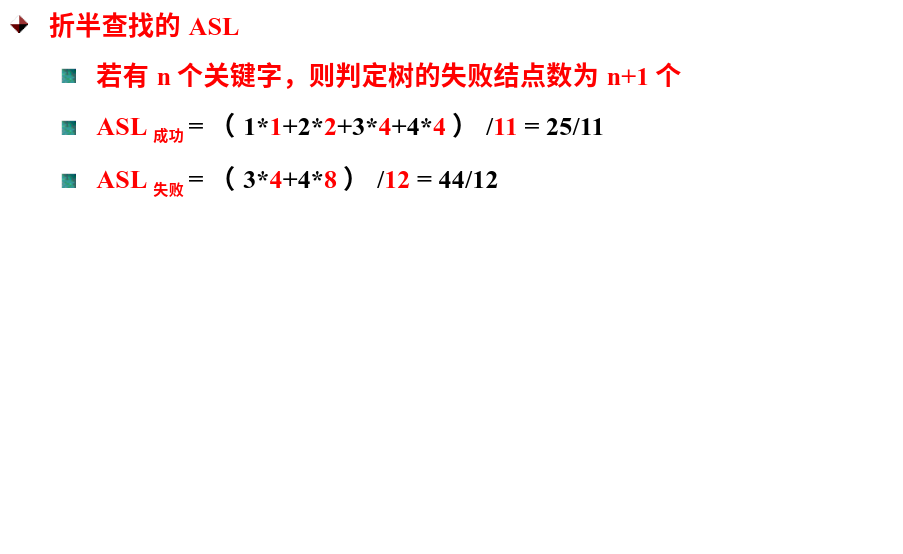 折半查找的 ASL
若有 n 个关键字，则判定树的失败结点数为 n+1 个
ASL 成功 = （ 1*1+2*2+3*4+4*4 ） /11 = 25/11
ASL 失败 = （ 3*4+4*8 ） /12 = 44/12